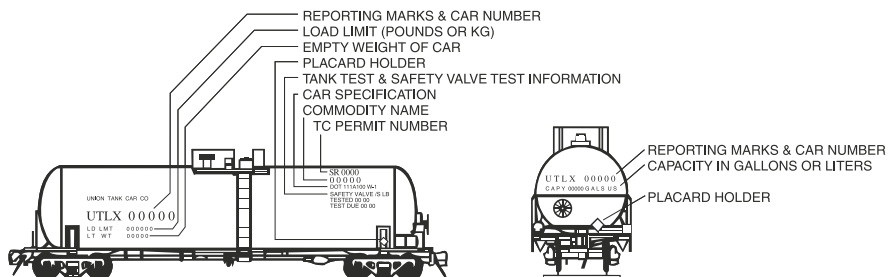 REPORTING MARKS & CAR NUMBER
LOAD LIMIT (POUNDS OR KG)
EMPTY WEIGHT OF CAR
PLACARD HOLDER
TANK TEST & SAFETY VALVE TEST INFORMATION
CAR SPECIFICATION
COMMODITY NAME
TC PERMIT NUMBER
UNION TANK CAR CO
UTLX 00000
LD LMT 000000
LT WT 00000
SR 0000
00000
DOT 111A100 W-1
SAFETY VALVE /S LB
TESTED 00 00
TEST DUE 00 00
REPORTING MARKS & CAR NUMBER
CAPACITY IN GALLONS OR LITERS
PLACARD HOLDER
UTLX 00000
CAPY 00000 GALS US